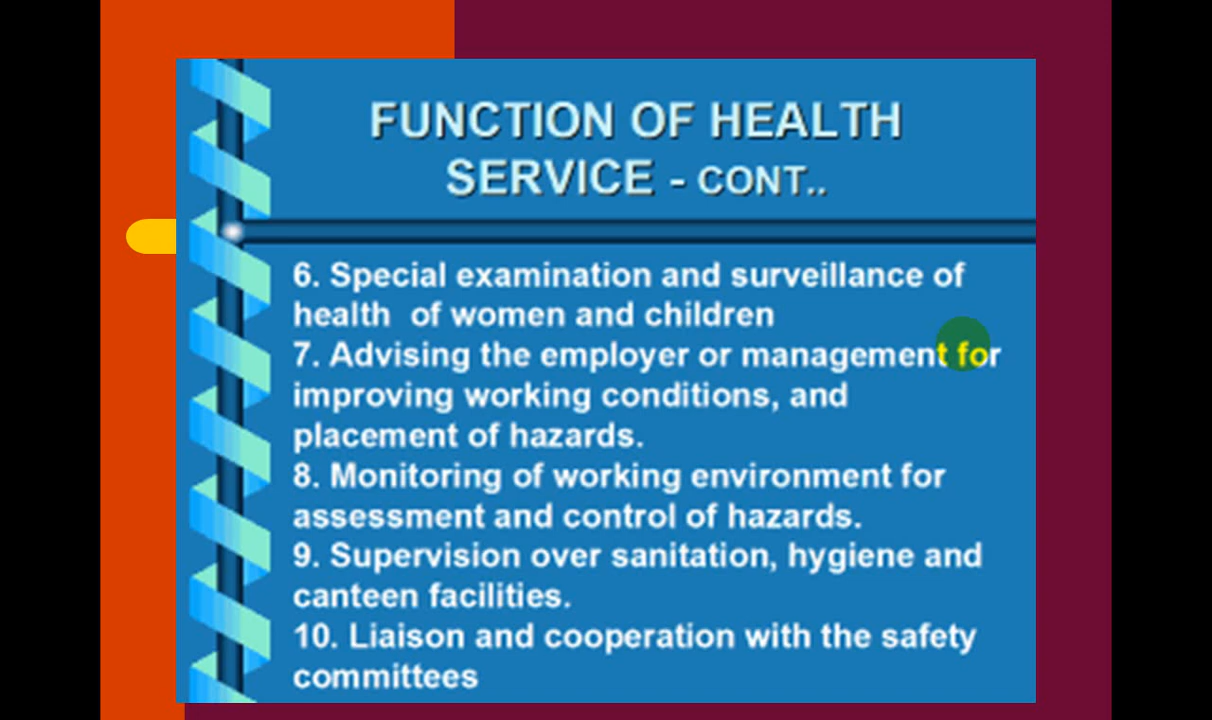 FUNCTION OF HEALTH
SERVICE - CONT..
6. Special examination and surveillance of
health of women and children
7. Advising the employer or management for
improving working conditions, and
placement of hazards.
8. Monitoring of working environment for
assessment and control of hazards.
9. Supervision over sanitation, hygiene and
canteen facilities.
10. Liaison and cooperation with the safety
committees